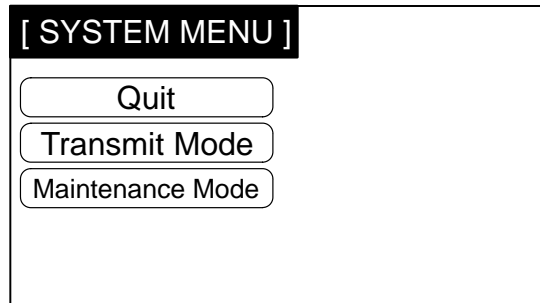 [ SYSTEM MENU ]
Quit
Transmit Mode
Maintenance Mode